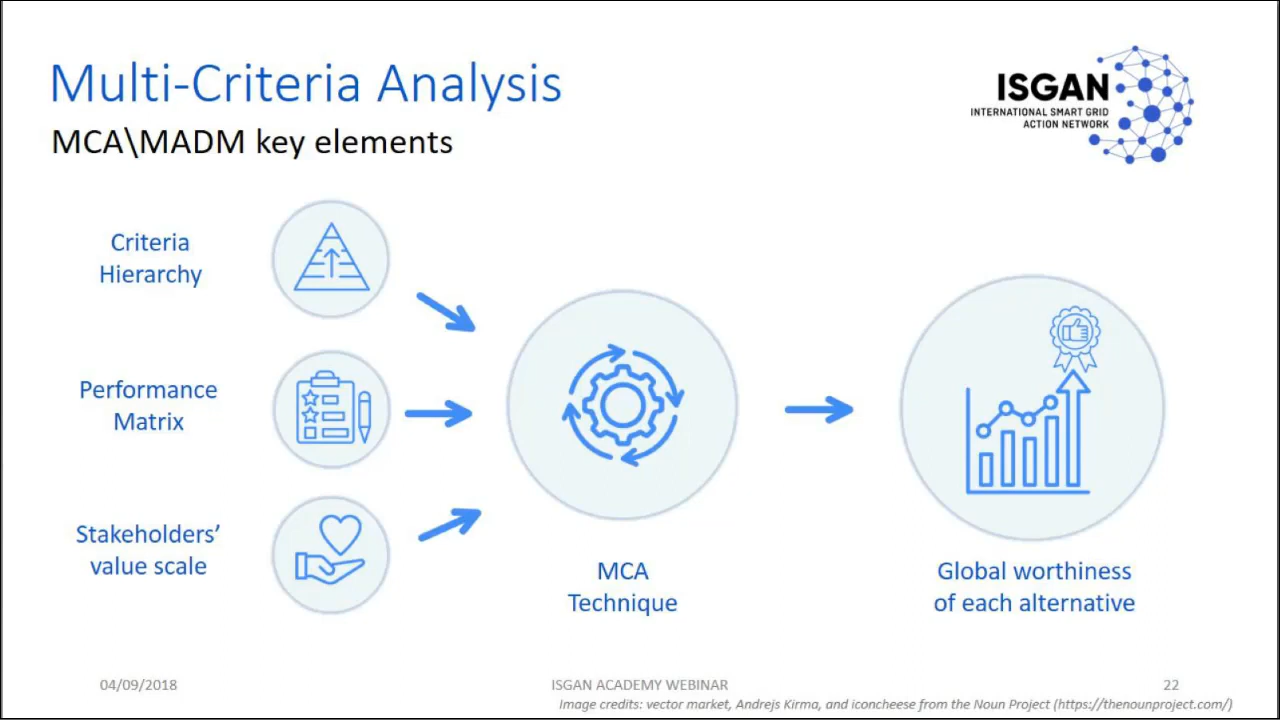 Multi-Criteria Analysis
MCA\MADM key elements
ISGAN
INTERNATIONAL SMART GRID
ACTION NETWORK
Criteria
Hierarchy
Performance
Matrix
Stakeholders’
value scale
MCA
Technique
Global worthiness
of each alternative
04/09/2018
ISGAN ACADEMY WEBINAR
22
Image credits: vector market, Andrejs Kirma, and iconcheese from the Noun Project (https://thenounproject.com/)